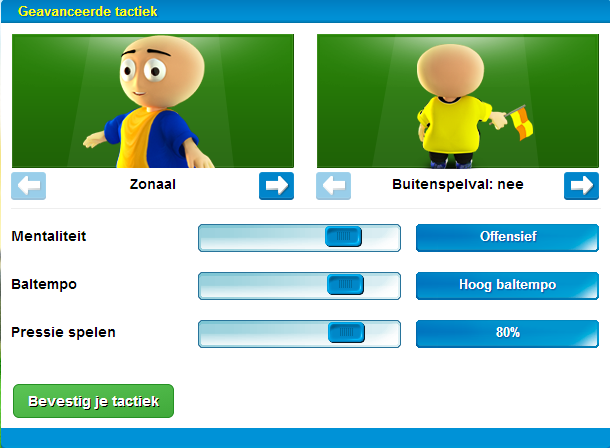 Geavanceerde tactiek
Zonaal
Buitenspelval: nee
Mentaliteit
Offensief
Baltempo
Hoog baltempo
Pressie spelen
80%
Bevestig je tactiek